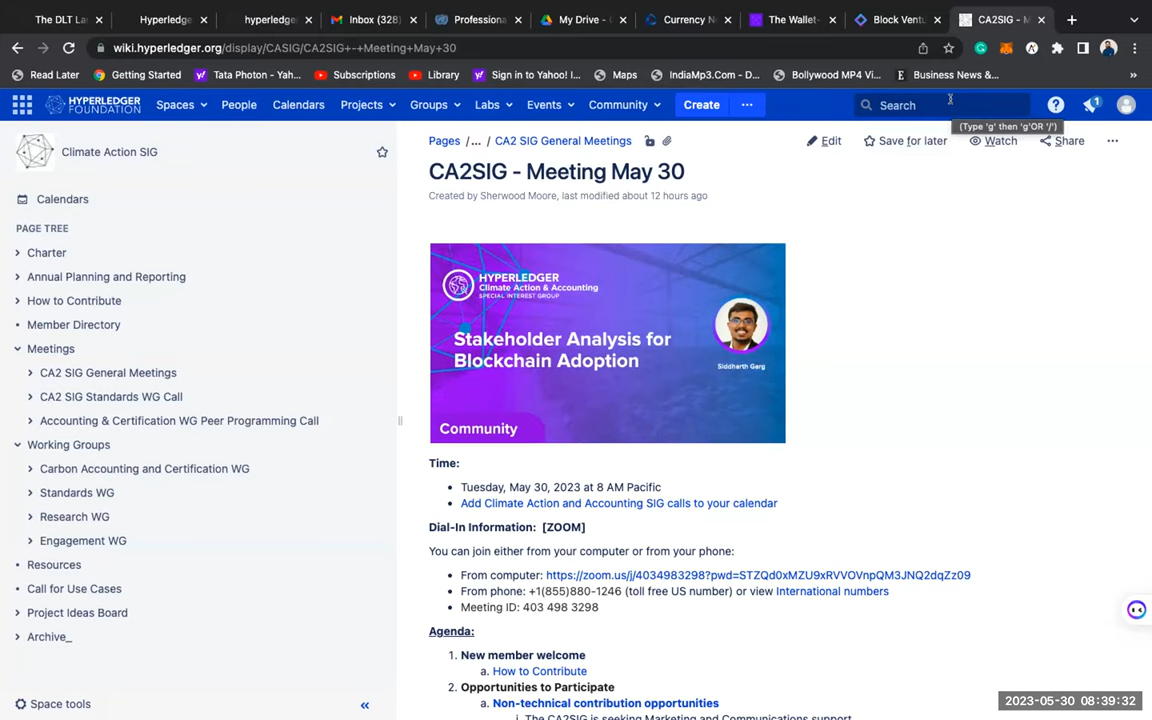 The DLT La
Hyperledge
hyperledge
Inbox (328)
Professiona
My Drive -
Currency N
The Wallet-
Block Ventu
CA2SIG - M
wiki.hyperledger.org/display/CASIG/CA2SIG+-+Meeting+May+30
Read Later
Getting Started
Tata Photon - Yah...
Subscriptions
Library
Sign in to Yahoo! I...
Maps
IndiaMp3.Com – D...
Bollywood MP4 Vi...
Business News &...
HYPERLEDGER
FOUNDATION
Spaces
People
Calendars
Projects
Groups
Labs
Events
Community
Create
Search
1
(Type 'g' then 'g'OR '/')
Climate Action SIG
Calendars
PAGE TREE
Charter
Annual Planning and Reporting
How to Contribute
Member Directory
Meetings
CA2 SIG General Meetings
CA2 SIG Standards WG Call
Accounting & Certification WG Peer Programming Call
Working Groups
Carbon Accounting and Certification WG
Standards WG
Research WG
Engagement WG
Resources
Call for Use Cases
Project Ideas Board
Archive_
Space tools
Pages /... / CA2 SIG General Meetings
Edit
Save for later
Watch
Share
CA2SIG - Meeting May 30
Created by Sherwood Moore, last modified about 12 hours ago
HYPERLEDGER
Climate Action & Accounting
SPECIAL INTEREST GROUP
Stakeholder Analysis for
Blockchain Adoption
Siddharth Garg
Community
Time:
Tuesday, May 30, 2023 at 8 AM Pacific
Add Climate Action and Accounting SIG calls to your calendar
Dial-In Information: [ZOOM]
You can join either from your computer or from your phone:
From computer: https://zoom.us/j/4034983298?pwd=STZQd0xMZU9xRVVOVnpQM3JNQ2dqZz09
From phone: +1(855)880-1246 (toll free US number) or view International numbers
Meeting ID: 403 498 3298
Agenda:
1. New member welcome
a. How to Contribute
2. Opportunities to Participate
a. Non-technical contribution opportunities
i. The CA2SIG is seeking Marketing and Communications support
2023-05-30 08:39:32